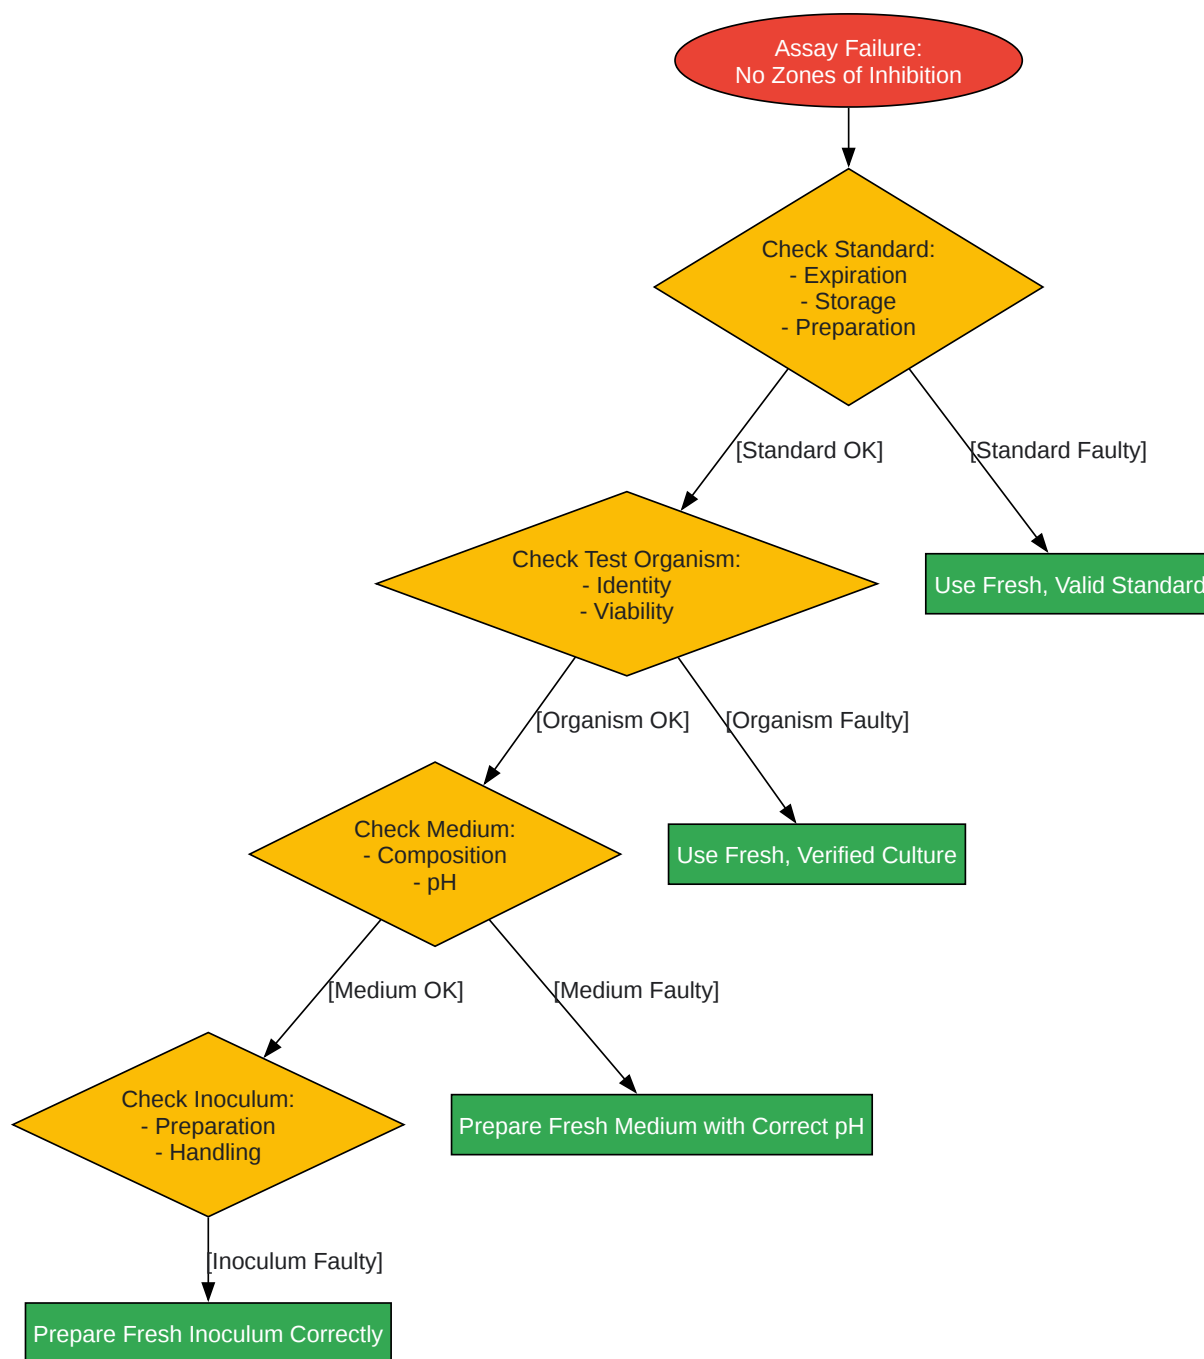 Assay Failure:
No Zones of Inhibition
Check Standard:
- Expiration
- Storage
- Preparation
[Standard OK]
[Standard Faulty]
Check Test Organism:
- Identity
- Viability
Use Fresh, Valid Standard
[Organism OK]
[Organism Faulty]
Check Medium:
- Composition
- pH
Use Fresh, Verified Culture
[Medium OK]
[Medium Faulty]
Check Inoculum:
- Preparation
- Handling
Prepare Fresh Medium with Correct pH
[Inoculum Faulty]
Prepare Fresh Inoculum Correctly